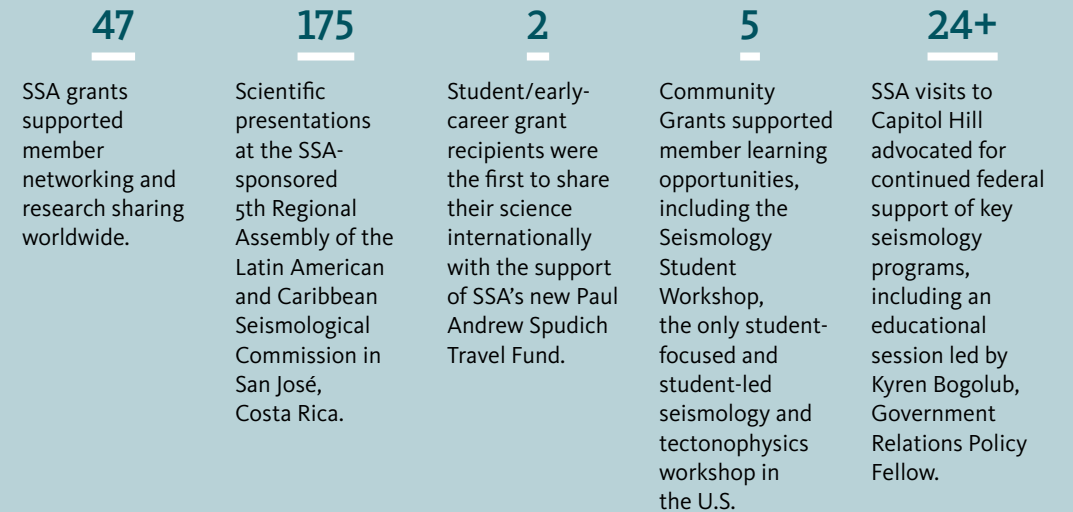 47
SSA grants
supported
member
networking and
research sharing
worldwide.
175
Scientific
presentations
at the SSA-
sponsored
5th Regional
Assembly of the
Latin American
and Caribbean
Seismological
Commission in
San José,
Costa Rica.
2
Student/early-
career grant
recipients were
the first to share
their science
internationally
with the support
of SSA’s new Paul
Andrew Spudich
Travel Fund.
5
Community
Grants supported
member learning
opportunities,
including the
Seismology
Student
Workshop,
the only student-
focused and
student-led
seismology and
tectonophysics
workshop in
the U.S.
24+
SSA visits to
Capitol Hill
advocated for
continued federal
support of key
seismology
programs,
including an
educational
session led by
Kyren Bogolub,
Government
Relations Policy
Fellow.